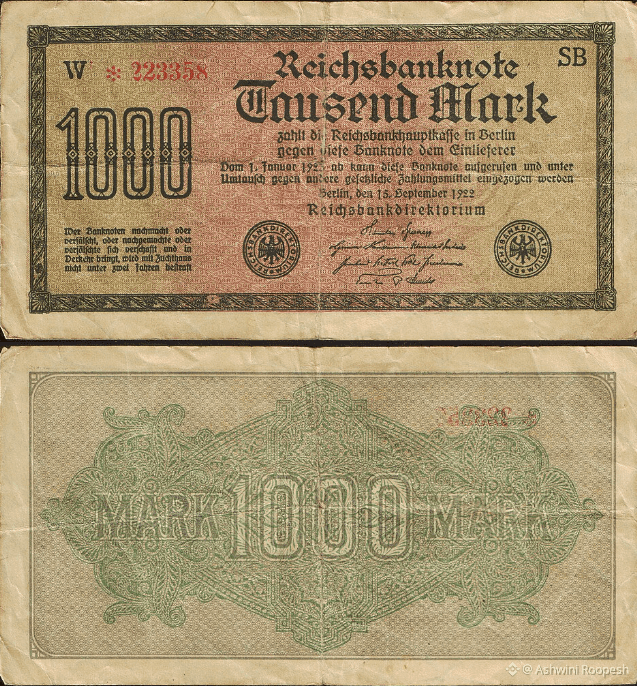 W * 223358 Reichsbanknote SB
Tausend Mark
1000
zahlt die Reichsbankhauptkasse in Berlin
gegen diese Banknote dem Einlieferer
Vom 1. Januar 1923 ab kann diese Banknote aufgerufen und unter
Umtausch gegen andere gesetzliche Zahlungsmittel eingezogen werden
Berlin, den 15. September 1922
Reichsbankdirektorium
Wer Banknoten nachmacht oder
verfälscht, oder nachgemachte oder
verfälschte sich verschafft und in
Verkehr bringt, wird mit Zuchthaus
nicht unter zwei Jahren bestraft
REICHSBANKDIREKTORIUM
REICHSBANKDIREKTORIUM
MARK 1000 MARK
@ Ashwini Roopesh